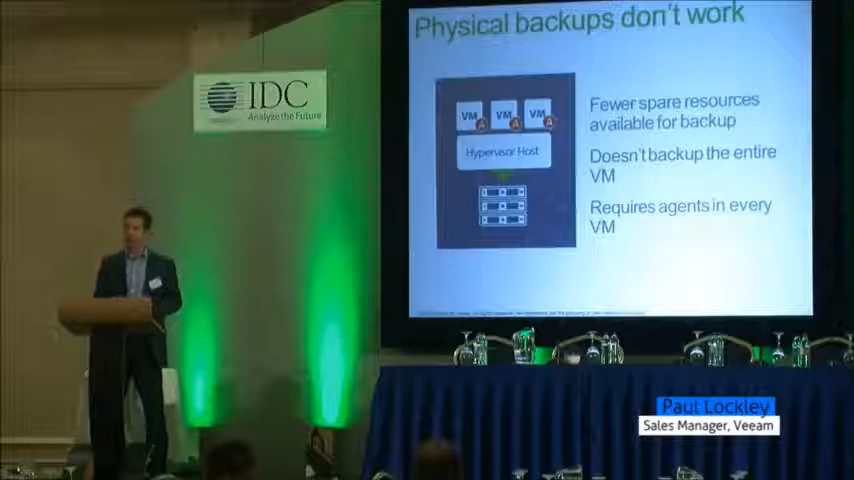 Physical backups don't work
IDC
Analyze the Future
VM VM VM
A A A
Hypervisor Host
Fewer spare resources
available for backup
Doesn't backup the entire
VM
Requires agents in every
VM
Paul Lockley
Sales Manager, Veeam